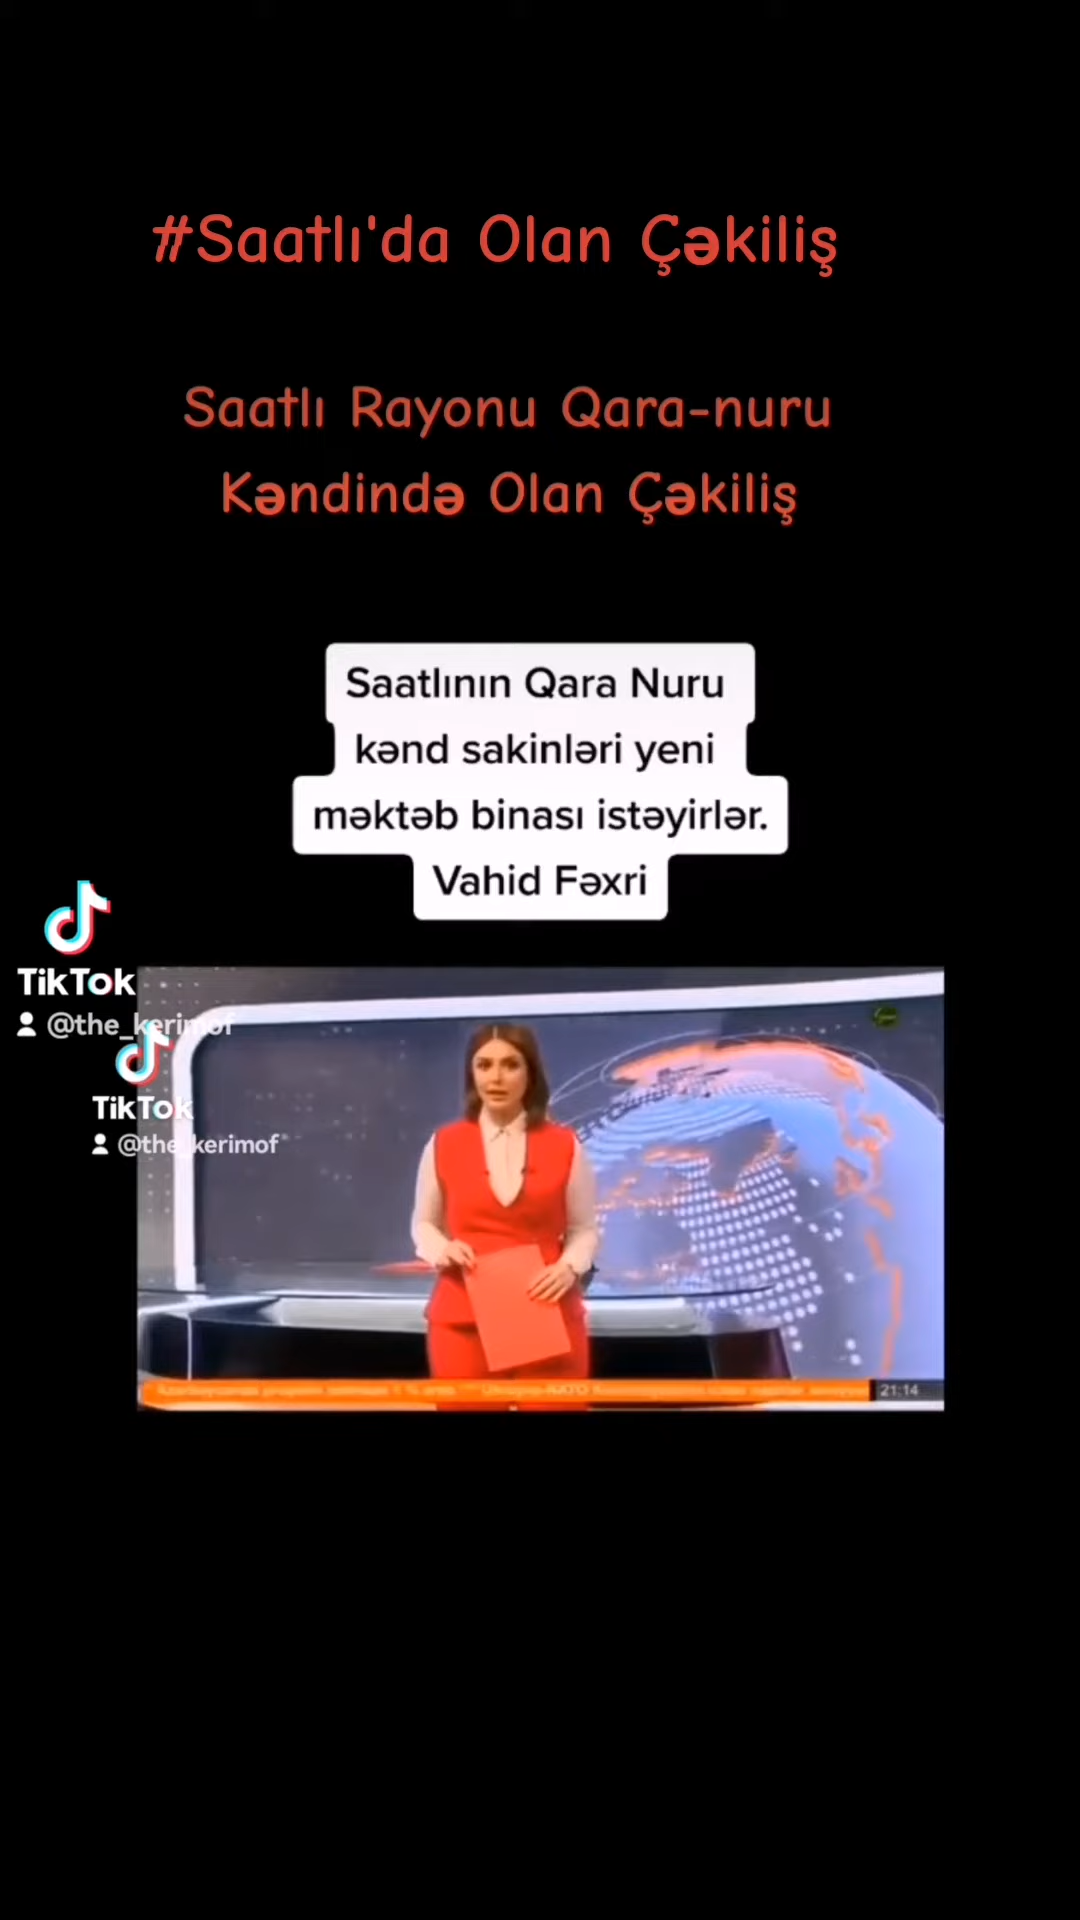 #Saatlı'da Olan Çəkiliş
Saatlı Rayonu Qara-nuru
Kəndində Olan Çəkiliş
Saatlının Qara Nuru
kənd sakinləri yeni
məktəb binası istəyirlər.
Vahid Fəxri
TikTok
@the_kerimof
TikTok
@the_kerimof
21:14